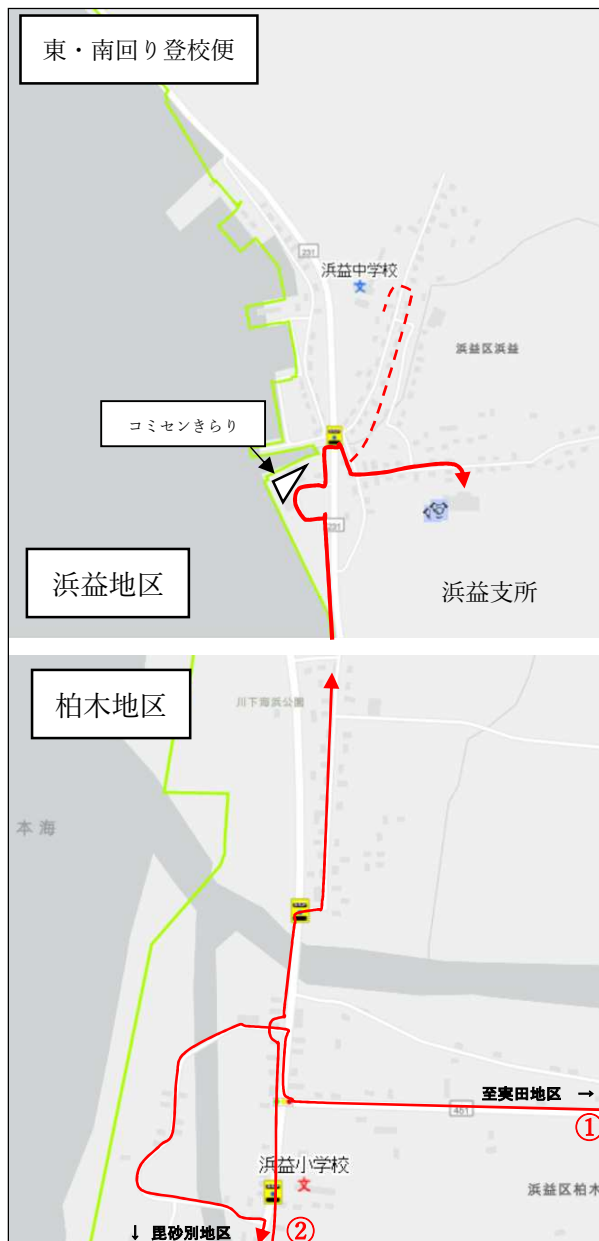 東・南回り登校便
231
浜益中学校
文
浜益区浜益
コミセンきらり
231
浜益地区
浜益支所
柏木地区
川下海浜公園
本海
至実田地区 →
451
①
浜益小学校
文
浜益区柏木
↓ 毘砂別地区
②